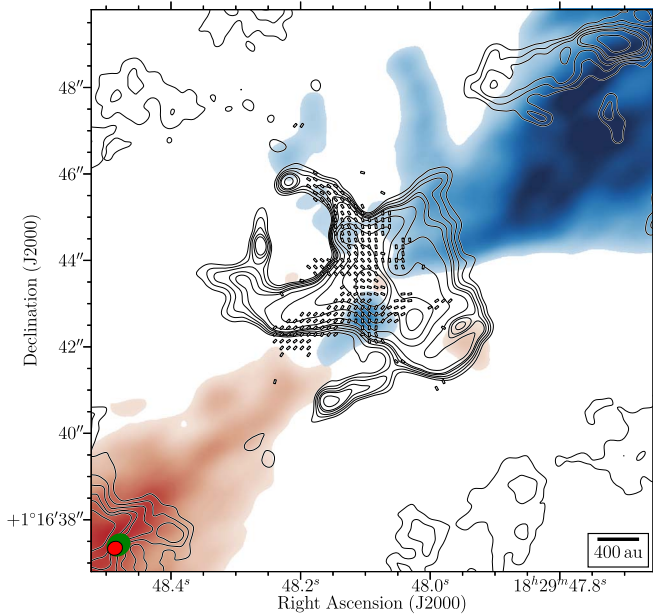 48″
46″
44″
42″
40″
+1°16′38″
Declination (J2000)
400 au
48.4ˢ
48.2ˢ
48.0ˢ
18ʰ29ᵐ47.8ˢ
Right Ascension (J2000)